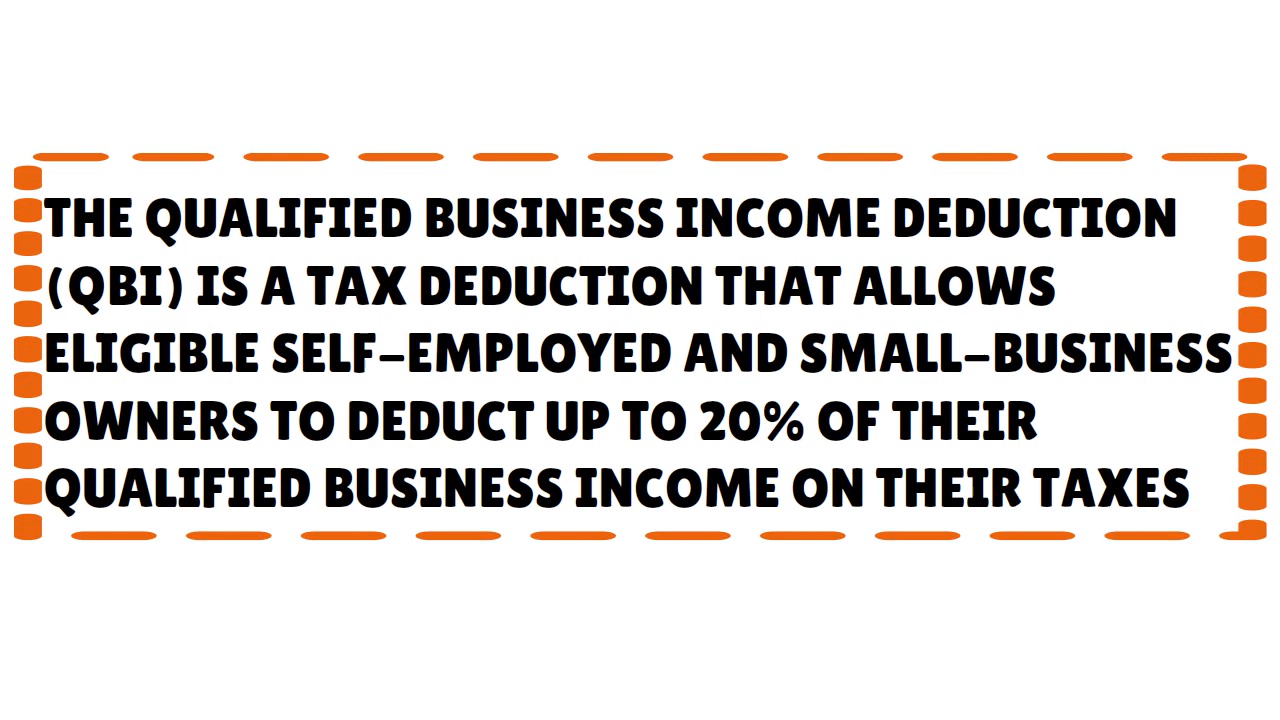 THE QUALIFIED BUSINESS INCOME DEDUCTION
(QBI) IS A TAX DEDUCTION THAT ALLOWS
ELIGIBLE SELF-EMPLOYED AND SMALL-BUSINESS
OWNERS TO DEDUCT UP TO 20% OF THEIR
QUALIFIED BUSINESS INCOME ON THEIR TAXES